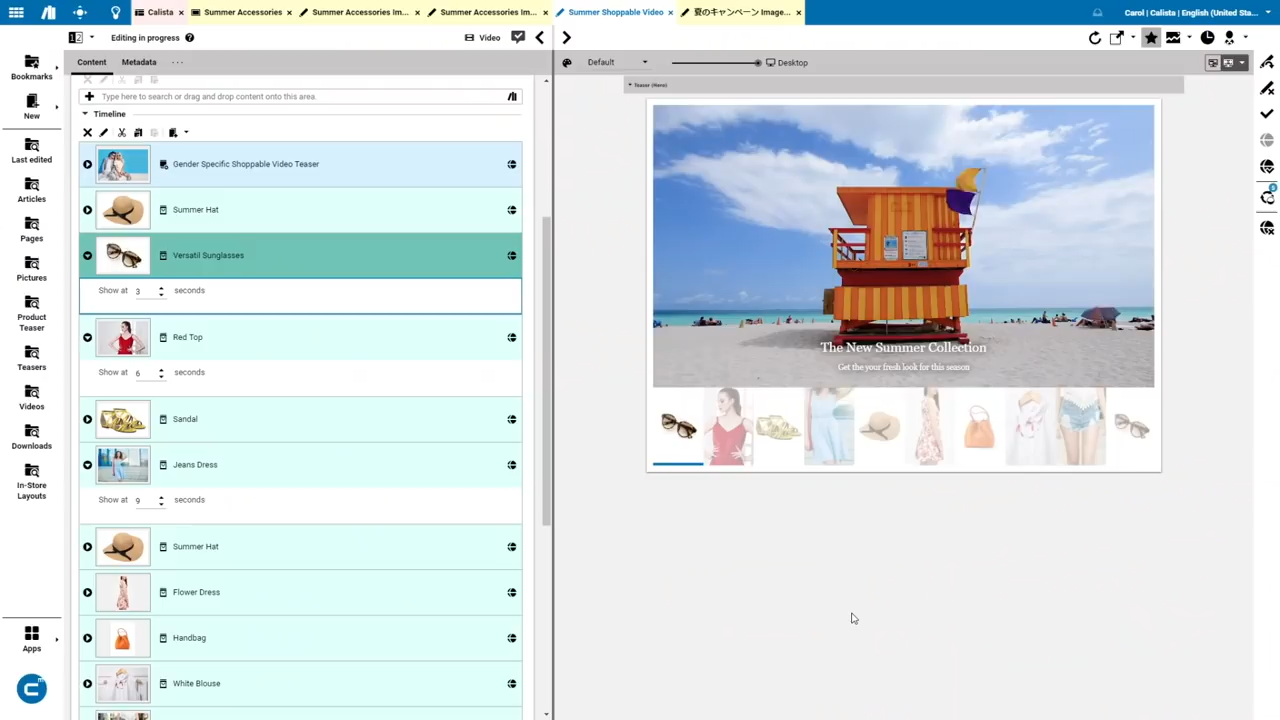 Calista
Summer Accessories
Summer Accessories Im...
Summer Accessories Im...
Summer Shoppable Video
夏のキャンペーン Image...
Carol | Calista | English (United Sta...
Editing in progress
Video
Bookmarks
New
Last edited
Articles
Pages
Pictures
Product
Teaser
Teasers
Videos
Downloads
In-Store
Layouts
Apps
Content
Metadata
Type here to search or drag and drop content onto this area.
Timeline
Gender Specific Shoppable Video Teaser
Summer Hat
Versatil Sunglasses
Show at 3 seconds
Red Top
Show at 6 seconds
Sandal
Jeans Dress
Show at 9 seconds
Summer Hat
Flower Dress
Handbag
White Blouse
Default
Desktop
Teaser (Hero)
The New Summer Collection
Get the your fresh look for this season